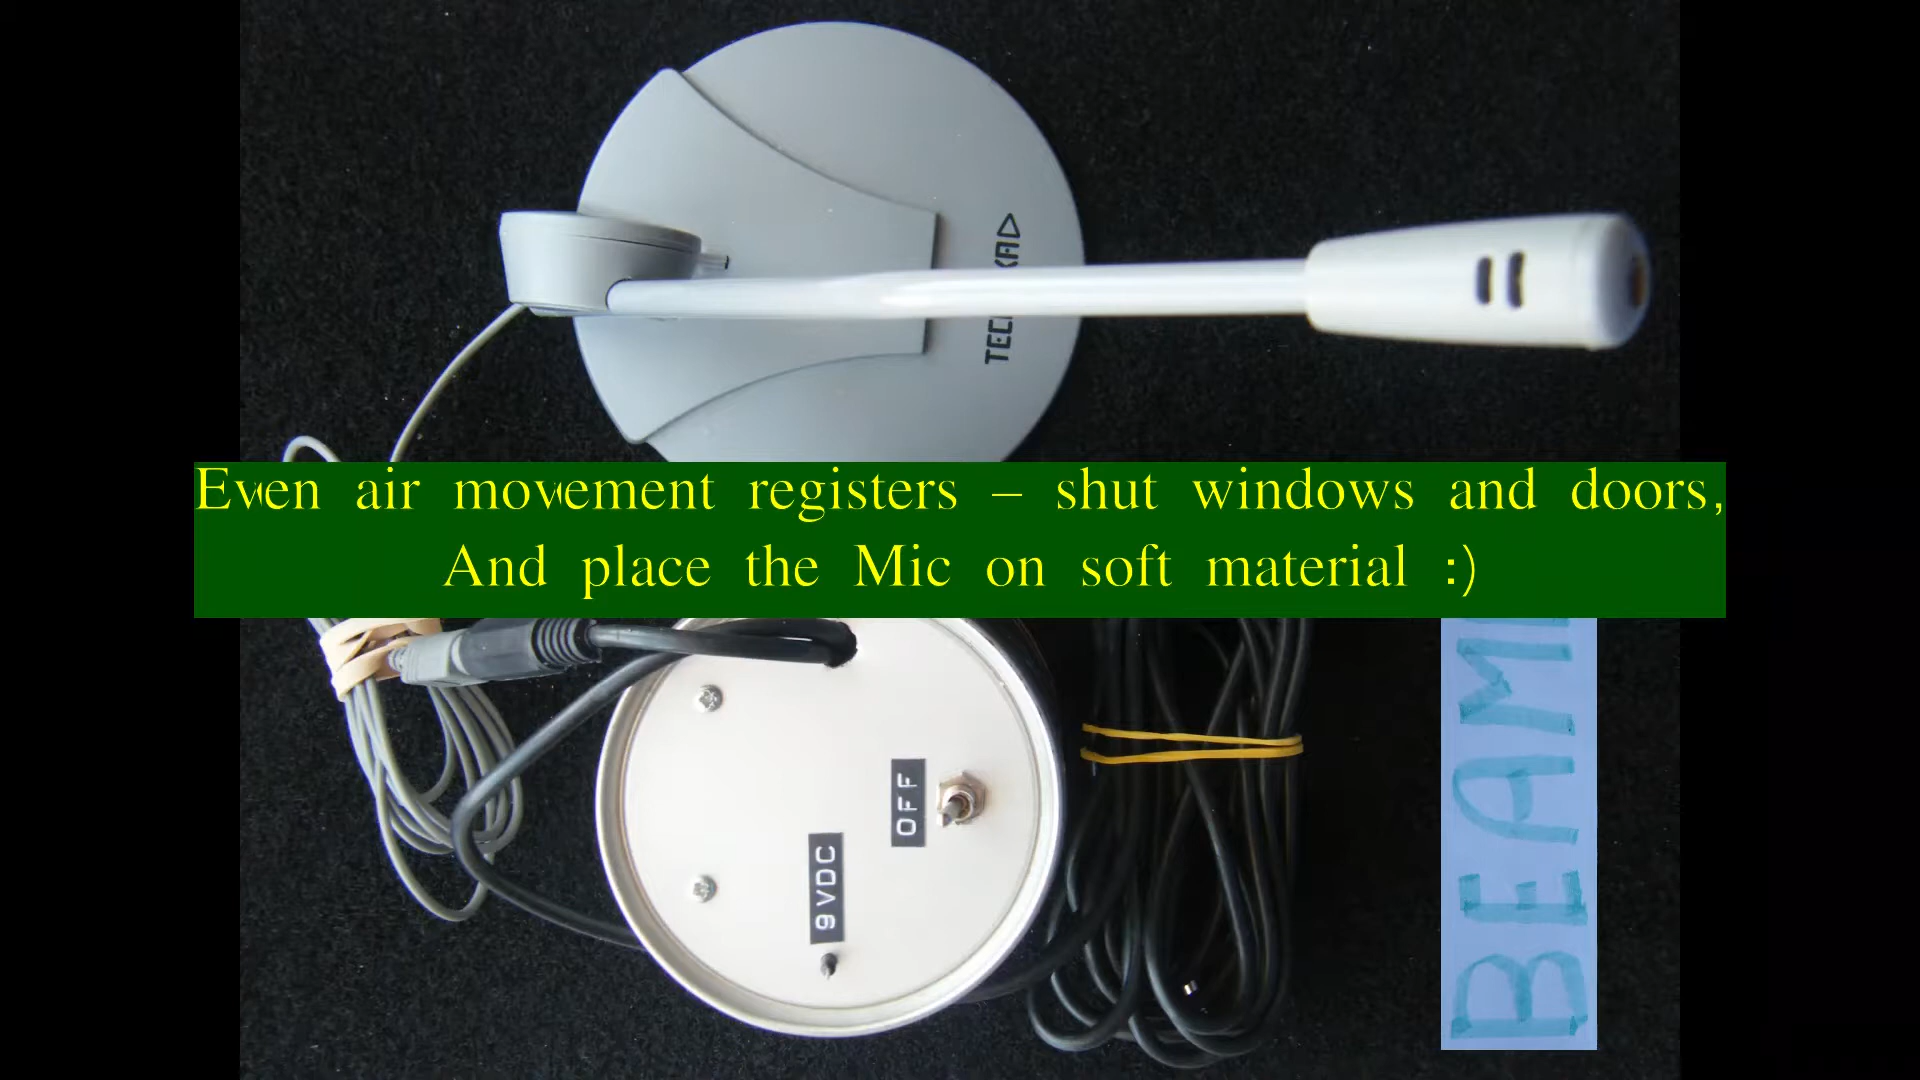 Even air movement registers – shut windows and doors,
And place the Mic on soft material :)
OFF
9VDC